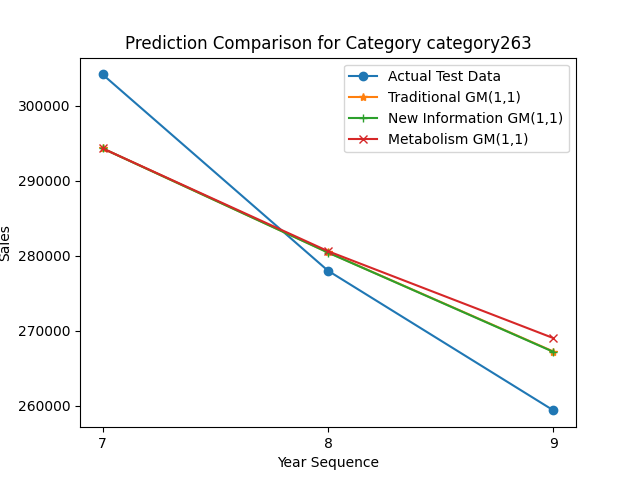 Prediction Comparison for Category category263
Actual Test Data
Traditional GM(1,1)
New Information GM(1,1)
Metabolism GM(1,1)
300000
290000
280000
270000
260000
Sales
7
8
9
Year Sequence